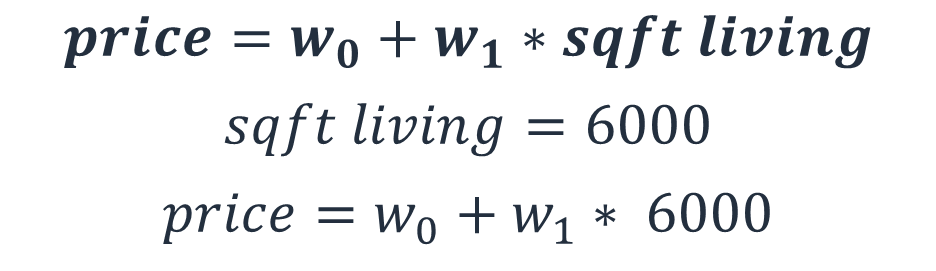 price = w₀ + w₁ * sqft living
sqft living = 6000
price = w₀ + w₁ * 6000